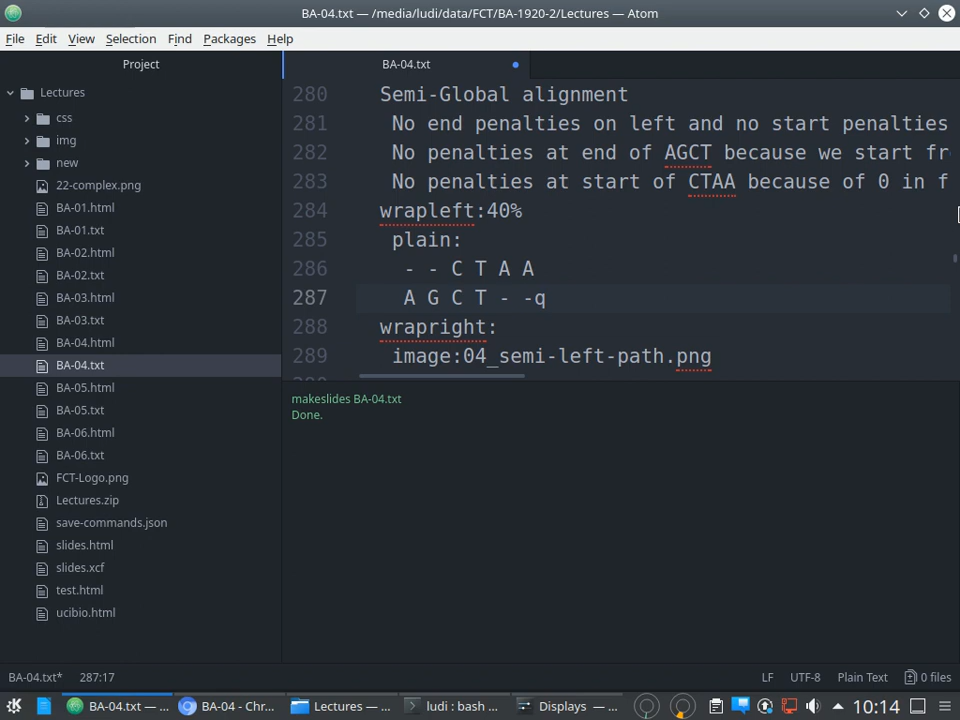 BA-04.txt — /media/ludi/data/FCT/BA-1920-2/Lectures — Atom
File Edit View Selection Find Packages Help
Project
BA-04.txt
Lectures
css
img
new
22-complex.png
BA-01.html
BA-01.txt
BA-02.html
BA-02.txt
BA-03.html
BA-03.txt
BA-04.html
BA-04.txt
BA-05.html
BA-05.txt
BA-06.html
BA-06.txt
FCT-Logo.png
Lectures.zip
save-commands.json
slides.html
slides.xcf
test.html
ucibio.html
280 Semi-Global alignment
281 No end penalties on left and no start penalties
282 No penalties at end of AGCT because we start fr
283 No penalties at start of CTAA because of 0 in f
284 wrapleft:40%
285 plain:
286 - - C T A A
287 A G C T - -q
288 wrapright:
289 image:04_semi-left-path.png
makeslides BA-04.txt
Done.
BA-04.txt* 287:17 LF UTF-8 Plain Text 0 files
BA-04.txt — ... BA-04 - Chr... Lectures — ... ludi : bash ... Displays — ... 10:14